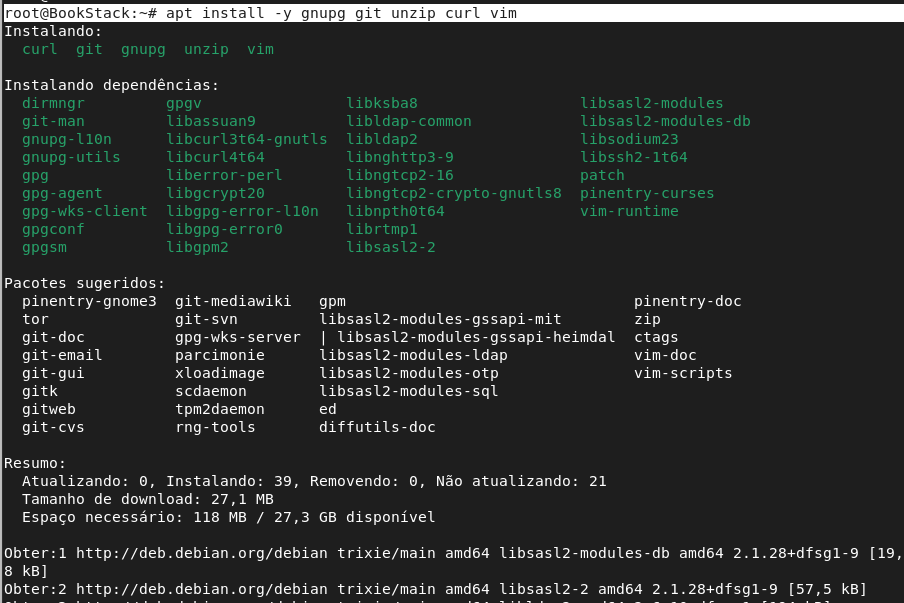 root@BookStack:~# apt install -y gnupg git unzip curl vim
Instalando:
curl git gnupg unzip vim
Instalando dependências:
dirmngr gpgv libksba8 libsasl2-modules
git-man libassuan9 libldap-common libsasl2-modules-db
gnupg-l10n libcurl3t64-gnutls libldap2 libsodium23
gnupg-utils libcurl4t64 libnghttp3-9 libssh2-1t64
gpg liberror-perl libngtcp2-16 patch
gpg-agent libgcrypt20 libngtcp2-crypto-gnutls8 pinentry-curses
gpg-wks-client libgpg-error-l10n libnpth0t64 vim-runtime
gpgconf libgpg-error0 librtmp1
gpgsm libgpm2 libsasl2-2
Pacotes sugeridos:
pinentry-gnome3 git-mediawiki gpm pinentry-doc
tor git-svn libsasl2-modules-gssapi-mit zip
git-doc gpg-wks-server | libsasl2-modules-gssapi-heimdal ctags
git-email parcimonie libsasl2-modules-ldap vim-doc
git-gui xloadimage libsasl2-modules-otp vim-scripts
gitk scdaemon libsasl2-modules-sql
gitweb tpm2daemon ed
git-cvs rng-tools diffutils-doc
Resumo:
Atualizando: 0, Instalando: 39, Removendo: 0, Não atualizando: 21
Tamanho de download: 27,1 MB
Espaço necessário: 118 MB / 27,3 GB disponível
Obter:1 http://deb.debian.org/debian trixie/main amd64 libsasl2-modules-db amd64 2.1.28+dfsg1-9 [19,
8 kB]
Obter:2 http://deb.debian.org/debian trixie/main amd64 libsasl2-2 amd64 2.1.28+dfsg1-9 [57,5 kB]